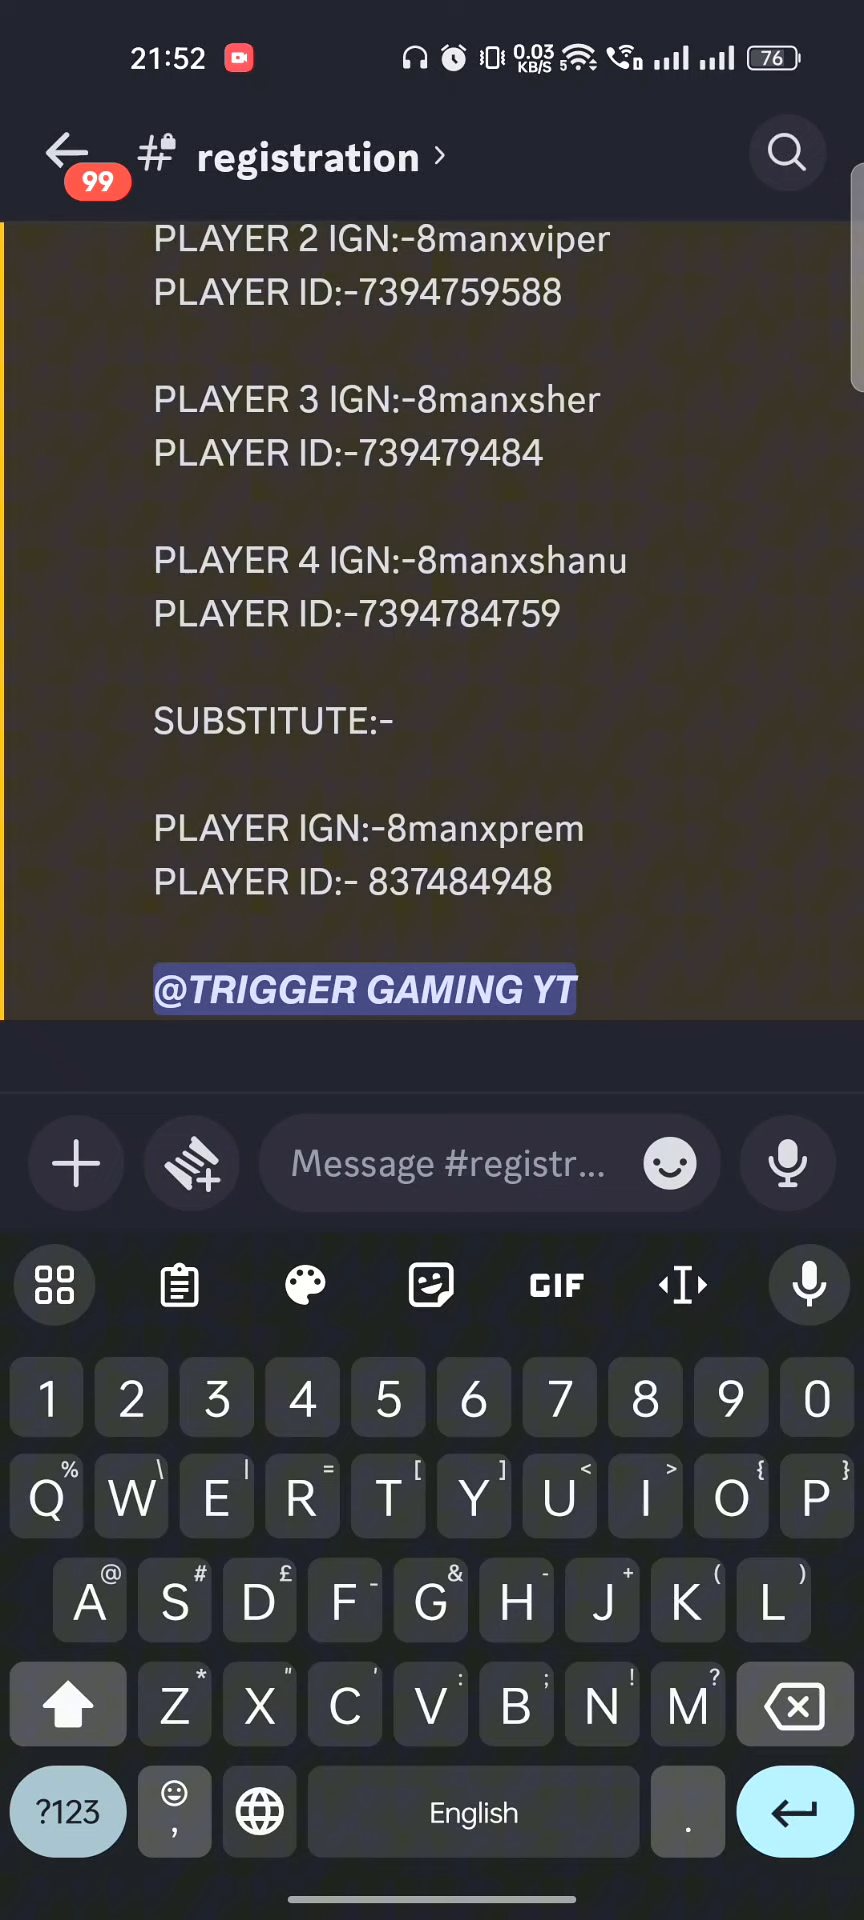 21:52
0.03
KB/S
5
76
99
registration
PLAYER 2 IGN:-8manxviper
PLAYER ID:-7394759588
PLAYER 3 IGN:-8manxsher
PLAYER ID:-739479484
PLAYER 4 IGN:-8manxshanu
PLAYER ID:-7394784759
SUBSTITUTE:-
PLAYER IGN:-8manxprem
PLAYER ID:- 837484948
@TRIGGER GAMING YT
Message #registr...
GIF
1 2 3 4 5 6 7 8 9 0
% \ | = [ ] < > { }
Q W E R T Y U I O P
@ # £ _ & - + ( )
A S D F G H J K L
* " ' : ; ! ?
Z X C V B N M
?123 , English .